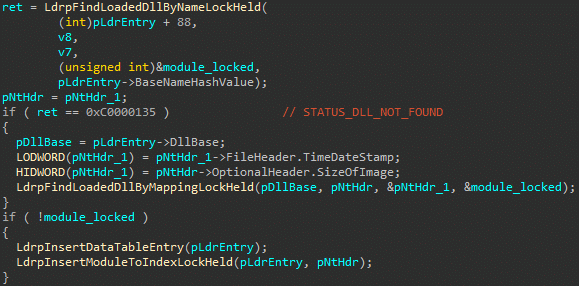 ret = LdrpFindLoadedDllByNameLockHeld(
(int)pLdrEntry + 88,
v8,
v7,
(unsigned int)&module_locked,
pLdrEntry->BaseNameHashValue);
pNtHdr = pNtHdr_1;
if ( ret == 0xC0000135 ) // STATUS_DLL_NOT_FOUND
{
pDllBase = pLdrEntry->DllBase;
LODWORD(pNtHdr_1) = pNtHdr_1->FileHeader.TimeDateStamp;
HIDWORD(pNtHdr_1) = pNtHdr->OptionalHeader.SizeOfImage;
LdrpFindLoadedDllByMappingLockHeld(pDllBase, pNtHdr, &pNtHdr_1, &module_locked);
}
if ( !module_locked )
{
LdrpInsertDataTableEntry(pLdrEntry);
LdrpInsertModuleToIndexLockHeld(pLdrEntry, pNtHdr);
}